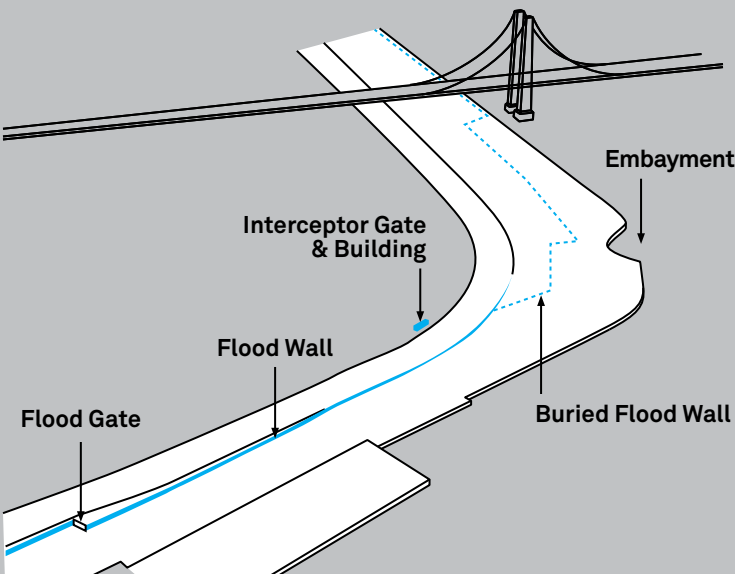 Embayment
Interceptor Gate
& Building
Flood Wall
Flood Gate
Buried Flood Wall